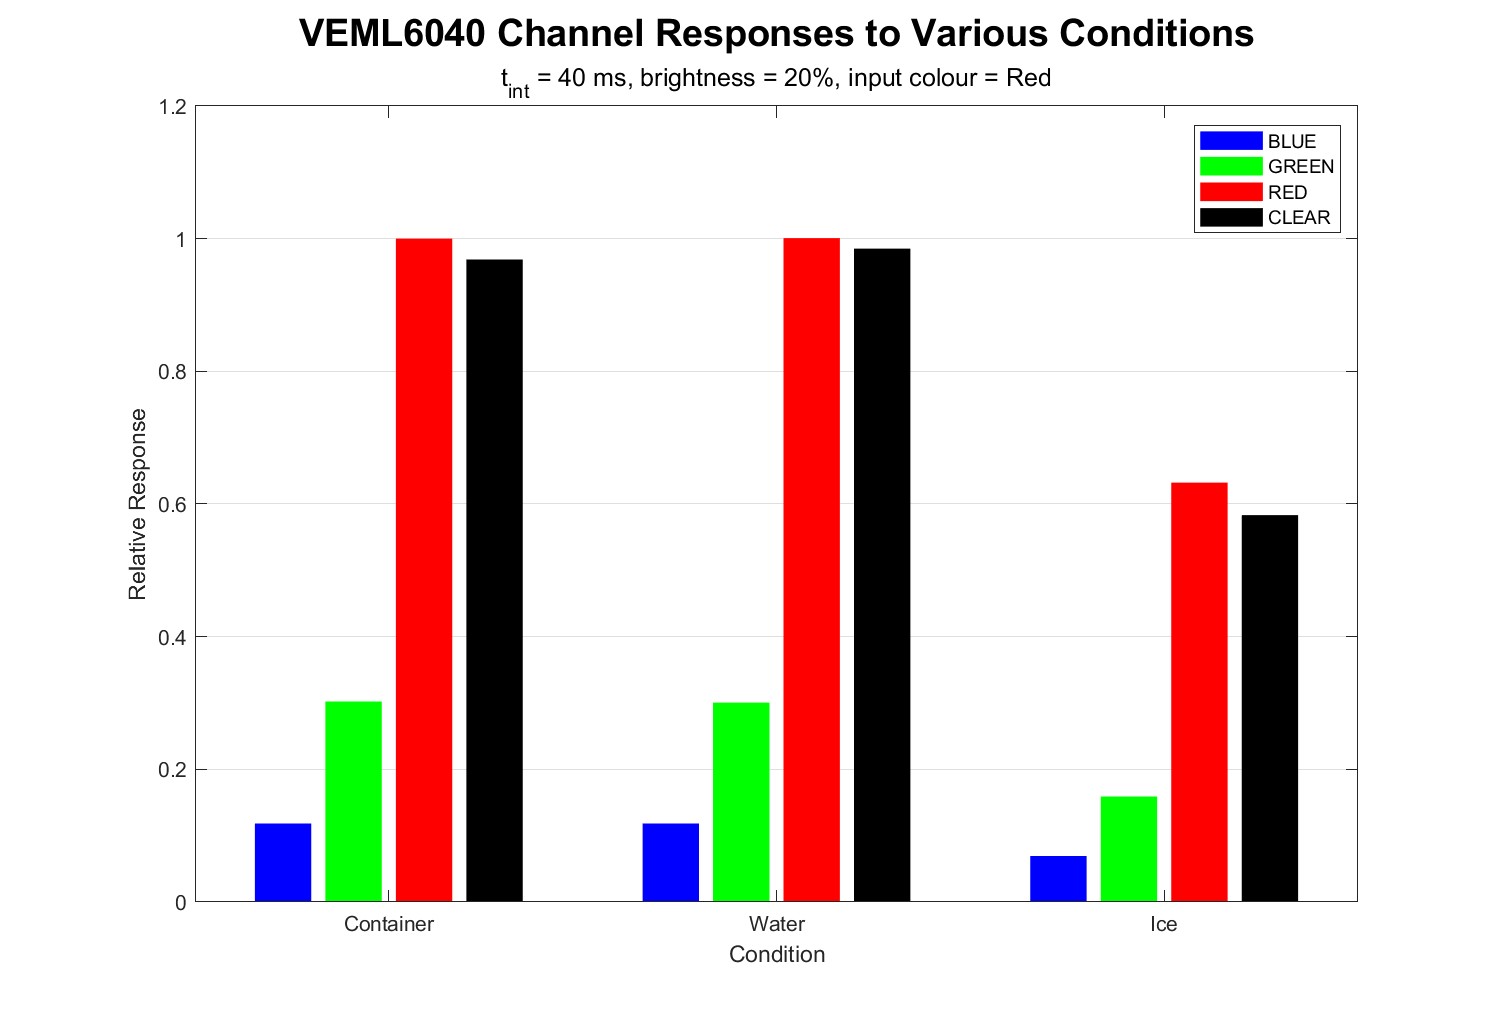 VEML6040 Channel Responses to Various Conditions
t_int = 40 ms, brightness = 20%, input colour = Red
1.2
1
0.8
0.6
0.4
0.2
0
Relative Response
BLUE
GREEN
RED
CLEAR
Container Water Ice
Condition